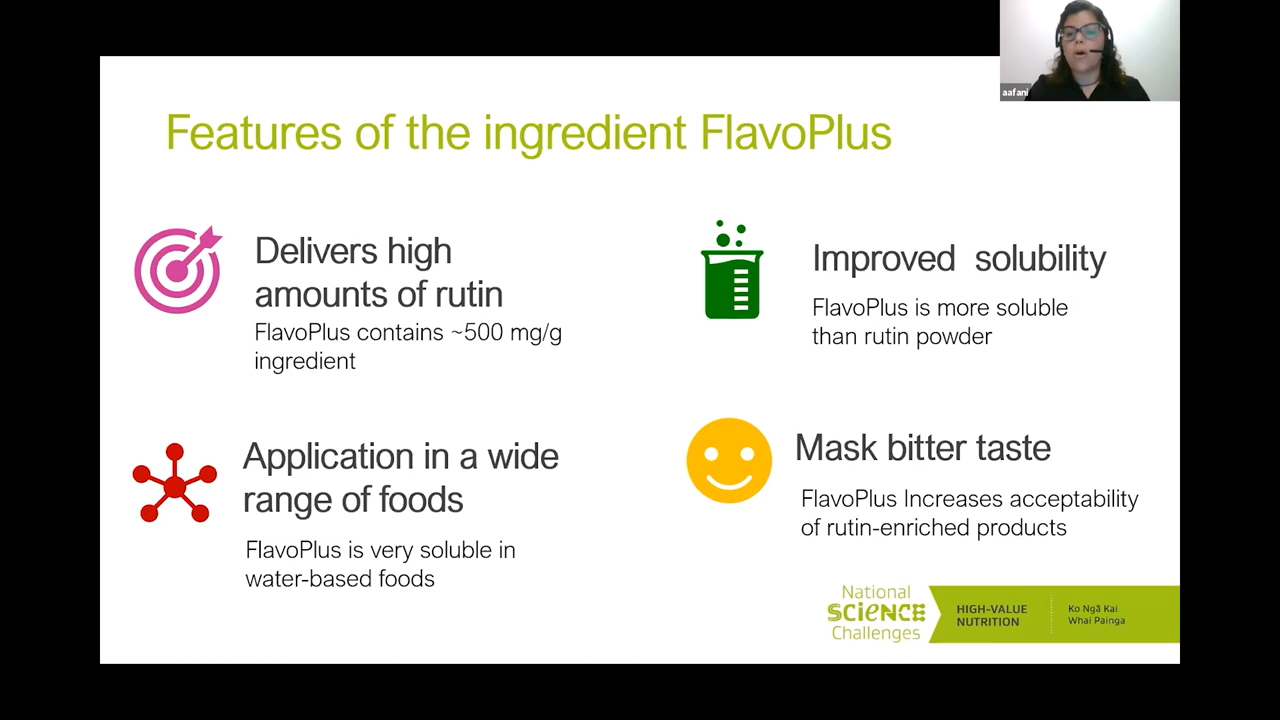 aafani
Features of the ingredient FlavoPlus
Delivers high
amounts of rutin
FlavoPlus contains ~500 mg/g
ingredient
Improved solubility
FlavoPlus is more soluble
than rutin powder
Application in a wide
range of foods
FlavoPlus is very soluble in
water-based foods
Mask bitter taste
FlavoPlus Increases acceptability
of rutin-enriched products
National
SCiENCE
Challenges
HIGH-VALUE
NUTRITION
Ko Ngā Kai
Whai Painga